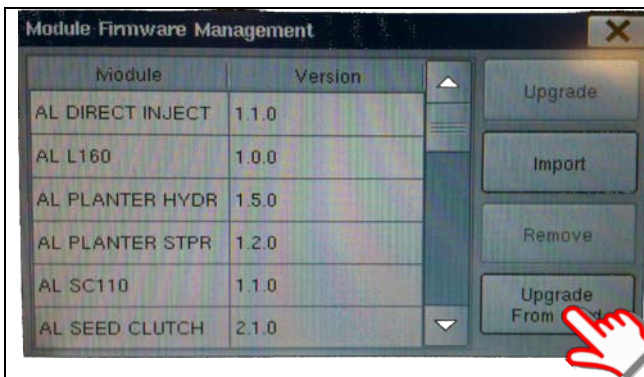 Module Firmware Management
Module Version
AL DIRECT INJECT 1.1.0
AL L160 1.0.0
AL PLANTER HYDR 1.5.0
AL PLANTER STPR 1.2.0
AL SC110 1.1.0
AL SEED CLUTCH 2.1.0
Upgrade
Import
Remove
Upgrade
From